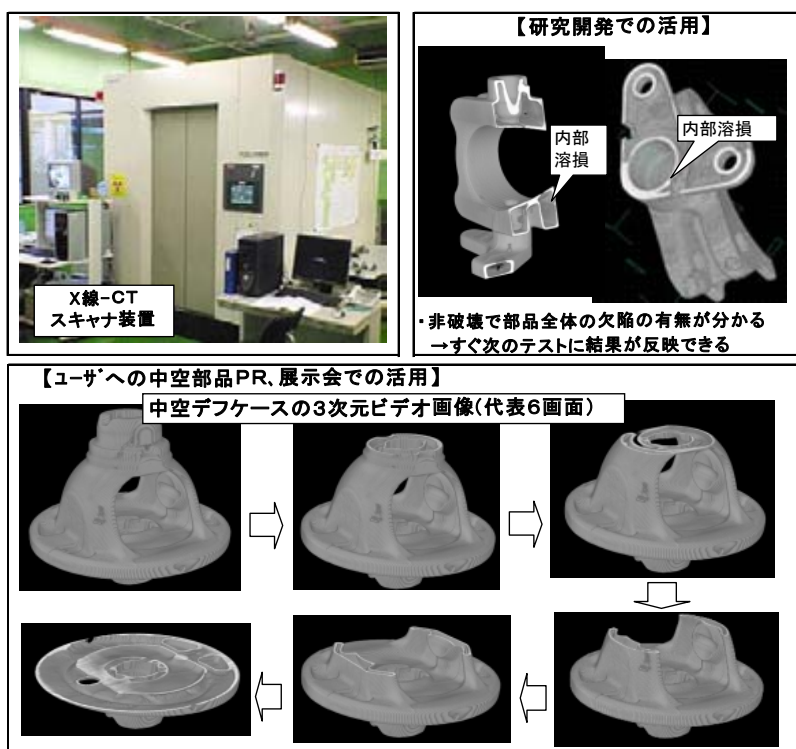 X線-CT
スキャナ装置
【研究開発での活用】
内部
溶損
内部溶損
・非破壊で部品全体の欠陥の有無が分かる
→すぐ次のテストに結果が反映できる
【ユーザへの中空部品PR、展示会での活用】
中空デフケースの3次元ビデオ画像(代表6画面)